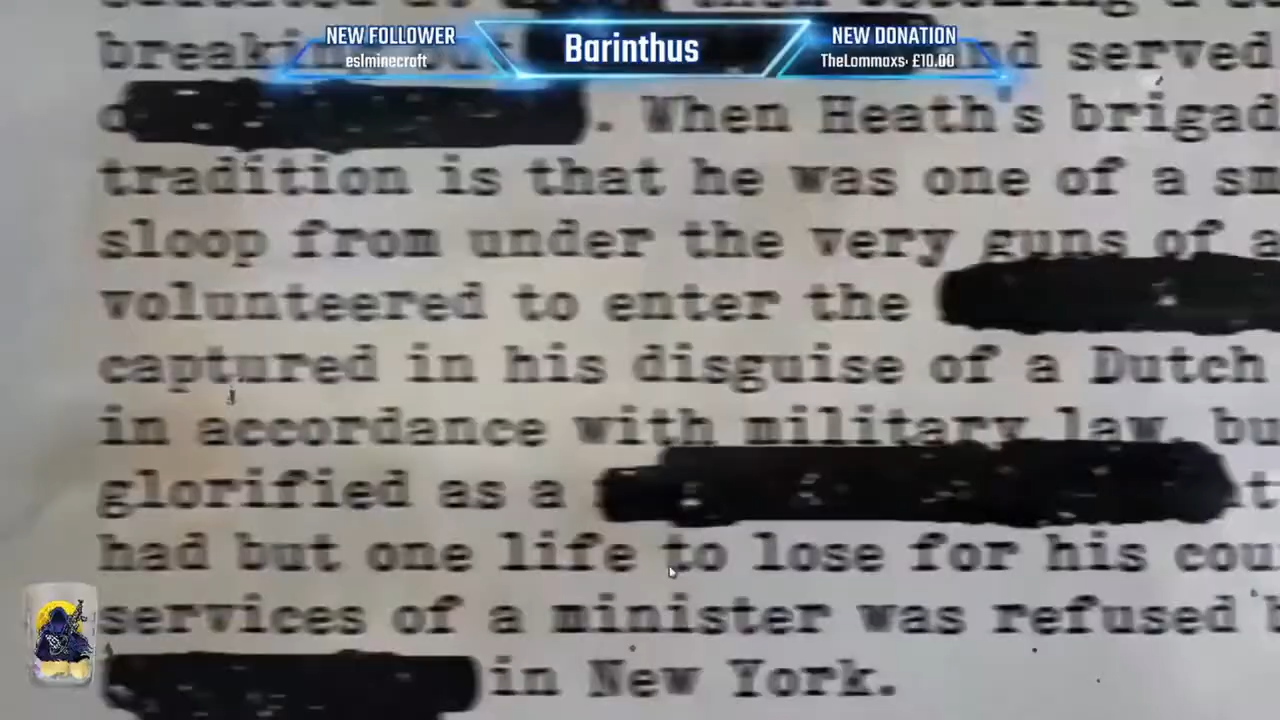 NEW FOLLOWER
eslminecraft
Barinthus
NEW DONATION
TheLommaxs: £10.00
served
. When Heath's brigad
tradition is that he was one of a sm
sloop from under the very guns of a
volunteered to enter the
captured in his disguise of a Dutch
in accordance with military law, bu
glorified as a
had but one life to lose for his cou
services of a minister was refused b
in New York.